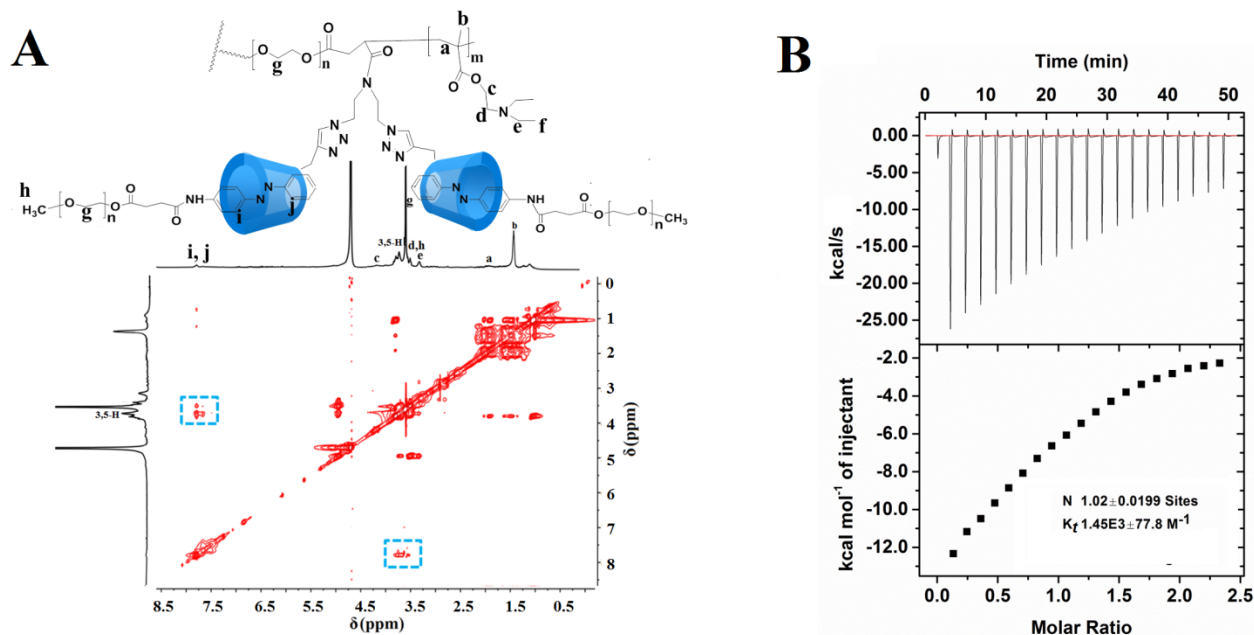 A
b
a
m
g
n
N
c
d
N
e
f
N
N
N
N
N
N
h
H₃C
g
n
NH
i
N
N
j
N
N
NH
n
CH₃
i, j
c
3,5-H
g
d,h
e
a
b
3,5-H
0
1
2
3
4
5
6
7
8
δ(ppm)
8.5 7.5 6.5 5.5 4.5 3.5 2.5 1.5 0.5
δ(ppm)
B
Time (min)
0 10 20 30 40 50
0.00
-5.00
-10.00
-15.00
-20.00
-25.00
kcal/s
-2.0
-4.0
-6.0
-8.0
-10.0
-12.0
kcal mol⁻¹ of injectant
N 1.02±0.0199 Sites
Kt 1.45E3±77.8 M⁻¹
0.0 0.5 1.0 1.5 2.0 2.5
Molar Ratio